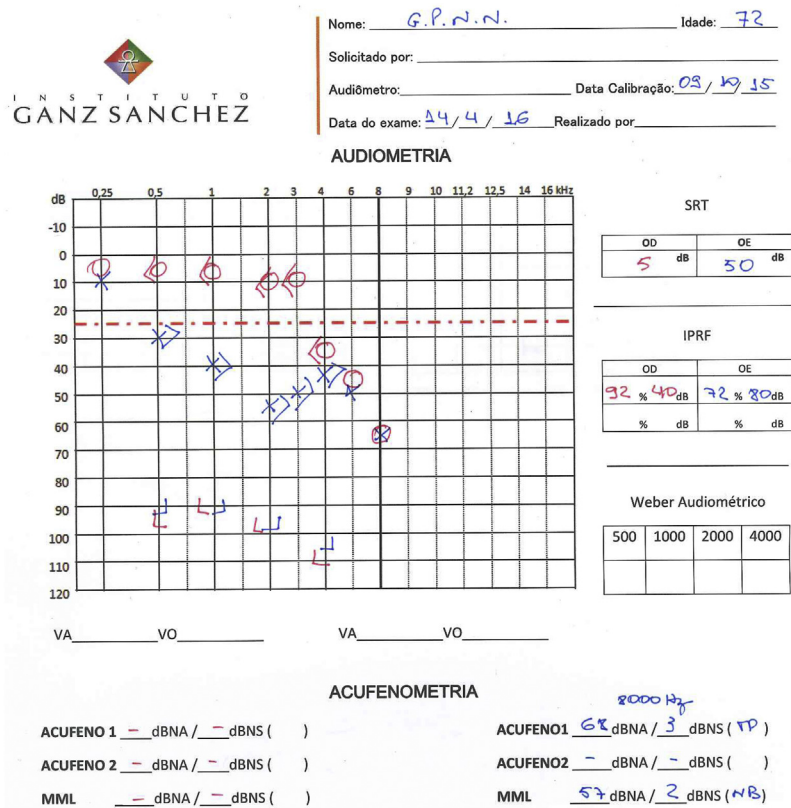 INSTITUTO
GANZ SANCHEZ
Nome: G.P.N.N. Idade: 72
Solicitado por:
Audiômetro: Data Calibração: 09/10/15
Data do exame: 14/4/16 Realizado por
AUDIOMETRIA
dB 0,25 0,5 1 2 3 4 6 8 9 10 11,2 12,5 14 16 kHz
-10
0
10
20
30
40
50
60
70
80
90
100
110
120
SRT
OD OE
5 dB 50 dB
IPRF
OD OE
92 % 40 dB 72 % 80 dB
% dB % dB
Weber Audiométrico
500 1000 2000 4000
VA VO VA VO
ACUFENOMETRIA
8000 Hz
ACUFENO 1 - dBNA / - dBNS ( ) ACUFENO1 68 dBNA / 3 dBNS (TP)
ACUFENO 2 - dBNA / - dBNS ( ) ACUFENO2 - dBNA / - dBNS ( )
MML - dBNA / - dBNS ( ) MML 57 dBNA / 2 dBNS (NB)